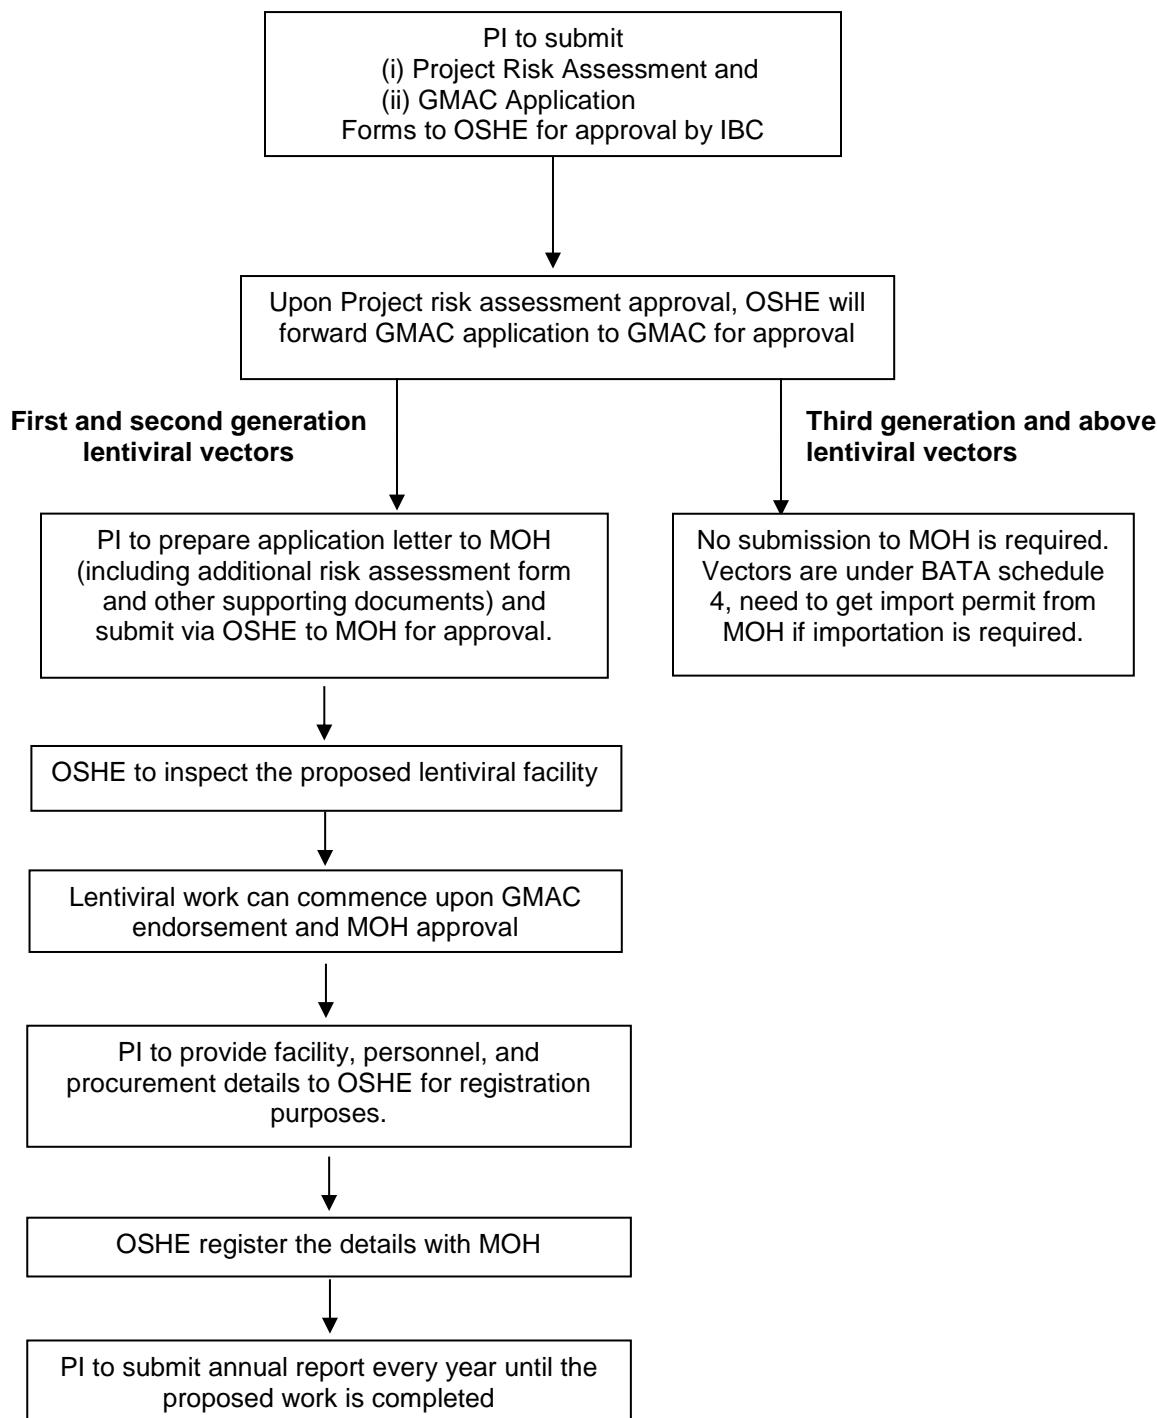 PI to submit
(i) Project Risk Assessment and
(ii) GMAC Application
Forms to OSHE for approval by IBC
Upon Project risk assessment approval, OSHE will
forward GMAC application to GMAC for approval
First and second generation
lentiviral vectors
Third generation and above
lentiviral vectors
PI to prepare application letter to MOH
(including additional risk assessment form
and other supporting documents) and
submit via OSHE to MOH for approval.
No submission to MOH is required.
Vectors are under BATA schedule
4, need to get import permit from
MOH if importation is required.
OSHE to inspect the proposed lentiviral facility
Lentiviral work can commence upon GMAC
endorsement and MOH approval
PI to provide facility, personnel, and
procurement details to OSHE for registration
purposes.
OSHE register the details with MOH
PI to submit annual report every year until the
proposed work is completed